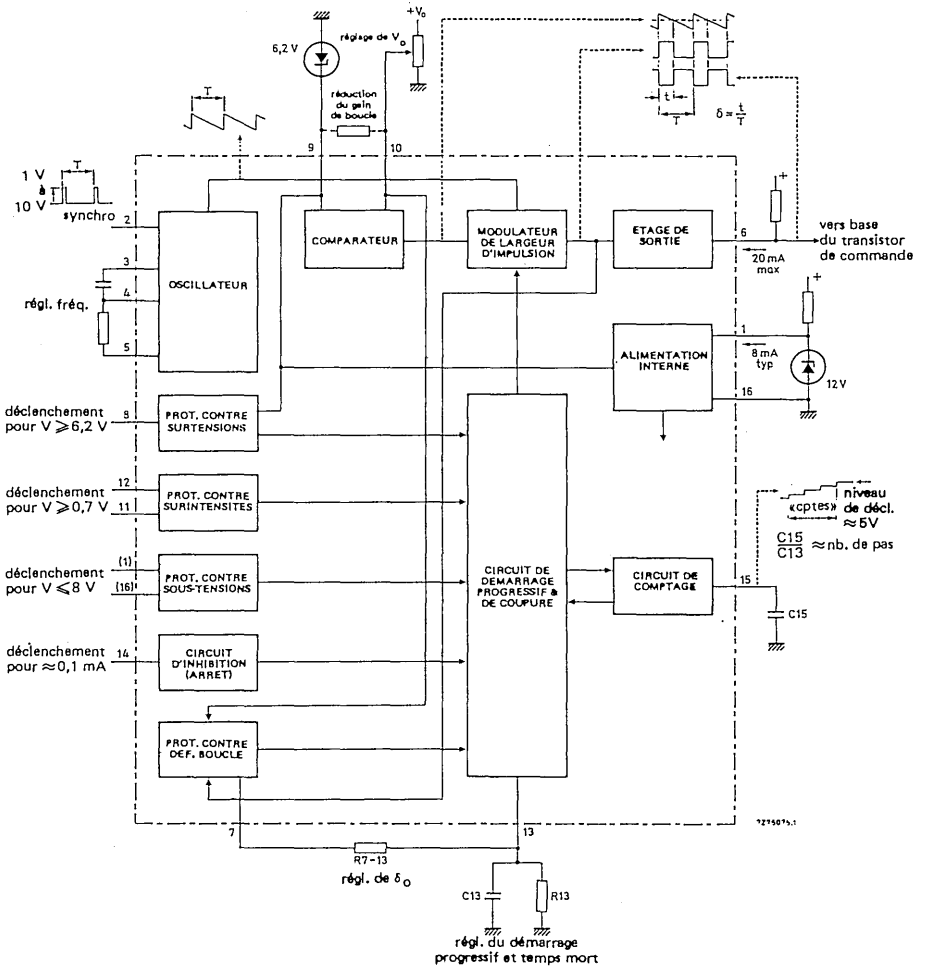 +V₀
réglage de V₀
6,2 V
réduction
du gain
de boucle
T
9
10
t
T
δ = t/T
1 V
à
10 V
T
synchro
2
3
4
5
régl. fréq.
OSCILLATEUR
COMPARATEUR
MODULATEUR
DE LARGEUR
D'IMPULSION
ETAGE DE
SORTIE
6
+
20 mA
max
vers base
du transistor
de commande
ALIMENTATION
INTERNE
1
+
8 mA
typ
16
12 V
déclenchement
pour V ⩾ 6,2 V
8
PROT. CONTRE
SURTENSIONS
déclenchement
pour V ⩾ 0,7 V
12
11
PROT. CONTRE
SURINTENSITES
déclenchement
pour V ⩽ 8 V
(1)
(16)
PROT. CONTRE
SOUS-TENSIONS
déclenchement
pour ≈ 0,1 mA
14
CIRCUIT
D'INHIBITION
(ARRET)
PROT. CONTRE
DEF. BOUCLE
CIRCUIT DE
DEMARRAGE
PROGRESSIF &
DE COUPURE
CIRCUIT DE
COMPTAGE
15
«cptes»
niveau
de décl.
≈ 5V
C15/C13 ≈ nb. de pas
C15
7Z75075.1
7
13
R7-13
régl. de δ₀
C13
R13
régl. du démarrage
progressif et temps mort